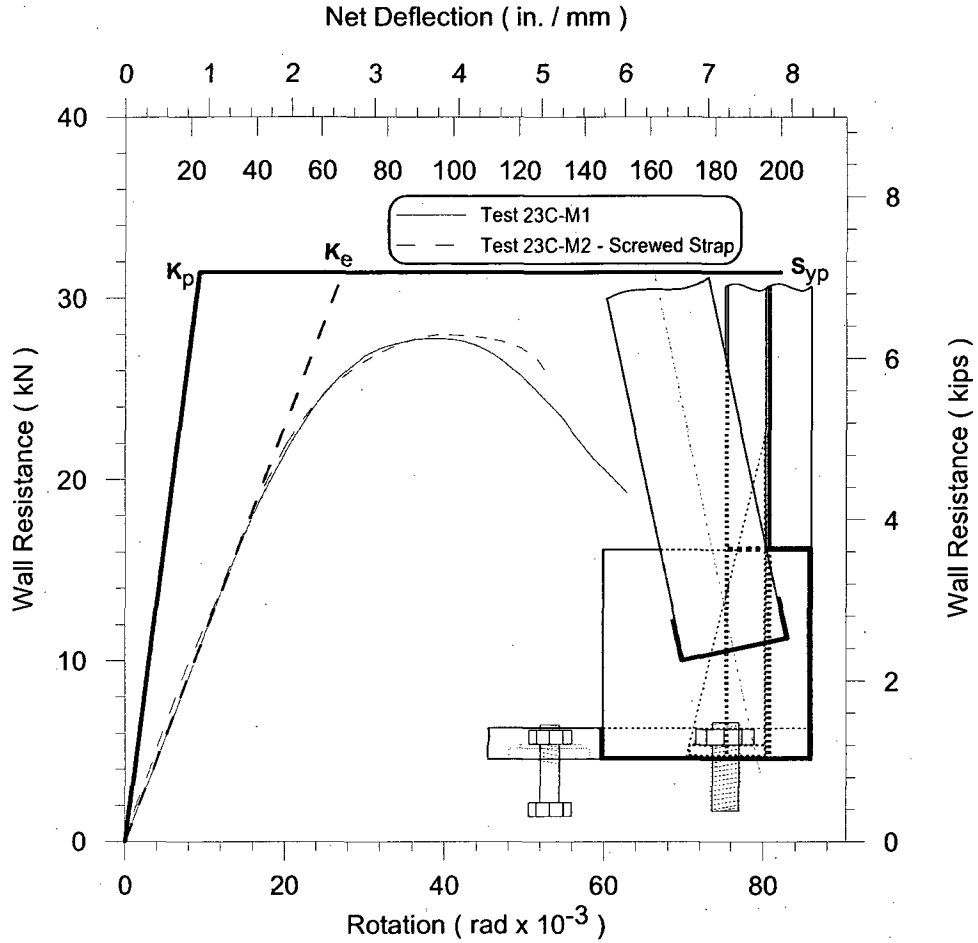 Net Deflection ( in. / mm )
0 1 2 3 4 5 6 7 8
40
20 40 60 80 100 120 140 160 180 200
8
Test 23C-M1
Test 23C-M2 - Screwed Strap
Kp Ke Syp
30
6
20
4
10
2
0
0
0 20 40 60 80
Rotation ( rad x 10-3 )
Wall Resistance ( kN )
Wall Resistance ( kips )